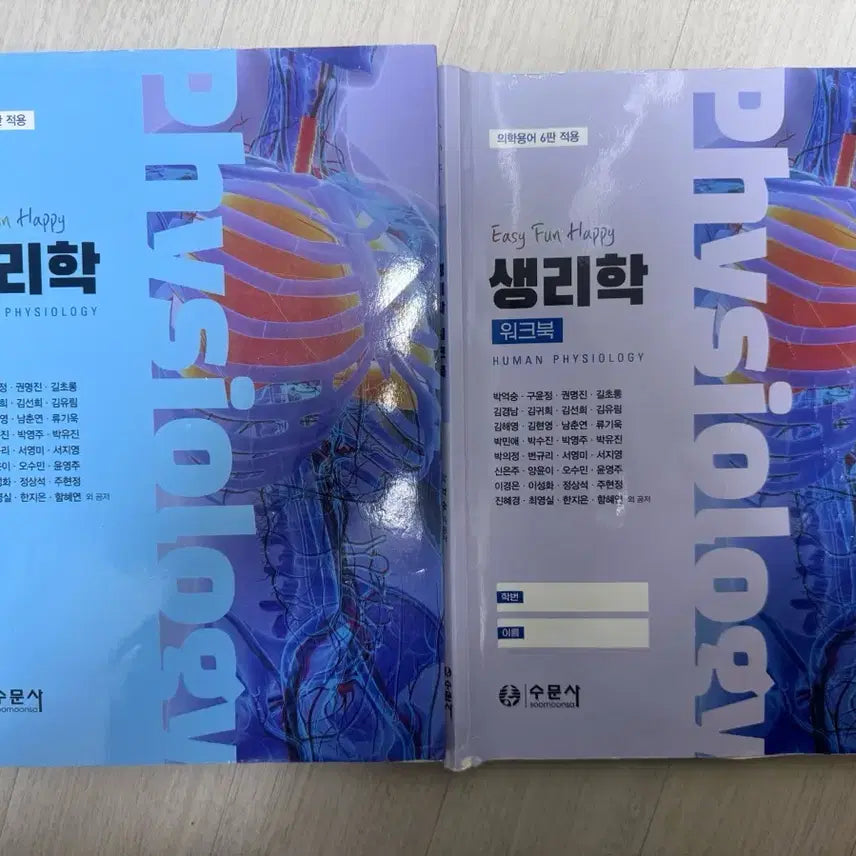 판 적용
Fun Happy
리학
PHYSIOLOGY
정 · 권명진 · 길초롱
희 · 김선희 · 김유림
영 · 남춘연 · 류기욱
진 · 박영주 · 박유진
리 · 서영미 · 서지영
이 · 오수민 · 윤영주
성화 · 정상석 · 주현정
영실 · 한지은 · 함혜연 외 공저
수문사
soomoonsa
Physiology
의학용어 6판 적용
Easy Fun Happy
생리학
워크북
HUMAN PHYSIOLOGY
박억숭 · 구윤정 · 권명진 · 길초롱
김경남 · 김귀희 · 김선희 · 김유림
김해영 · 김현영 · 남춘연 · 류기욱
박민애 · 박수진 · 박영주 · 박유진
박의정 · 변규리 · 서영미 · 서지영
신은주 · 양윤이 · 오수민 · 윤영주
이경은 · 이성화 · 정상석 · 주현정
진혜경 · 최영실 · 한지은 · 함혜연 외 공저
학번
이름
수문사
soomoonsa
Physiology